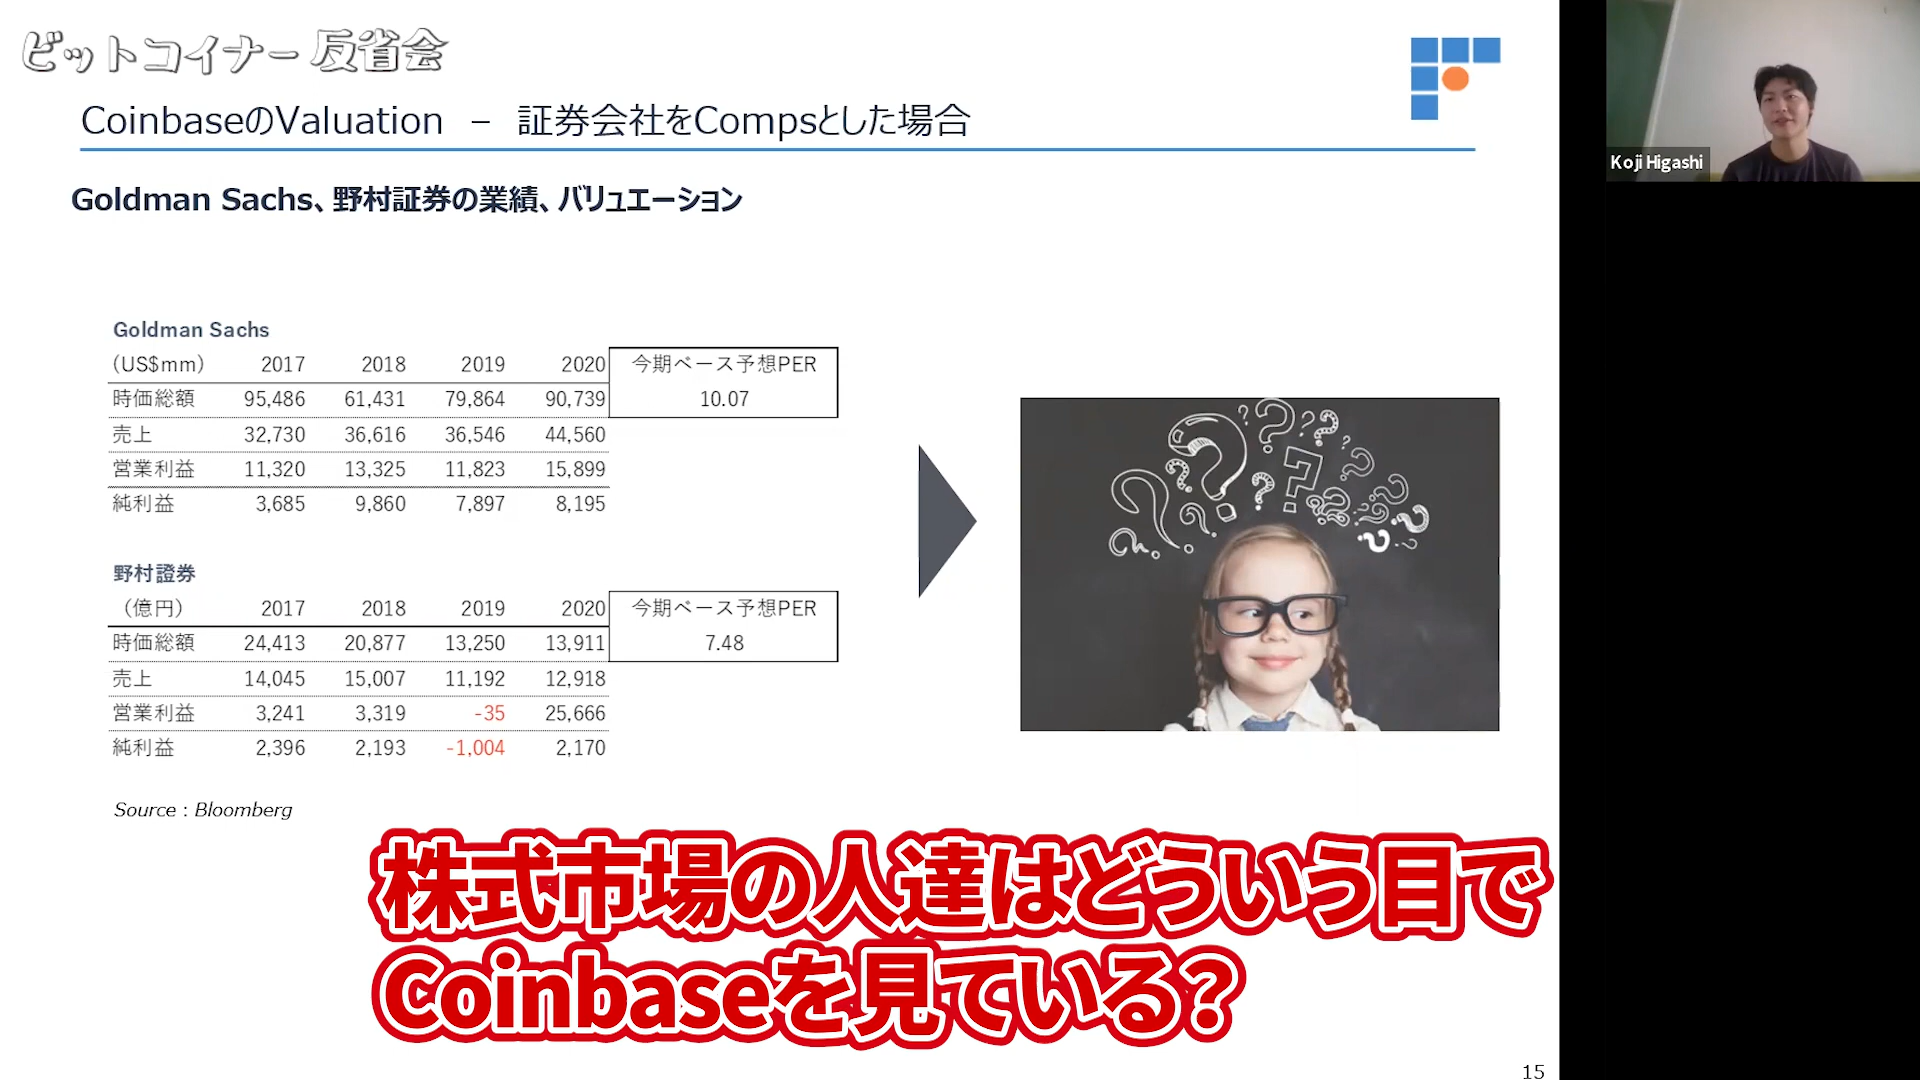 ビットコイナー反省会
CoinbaseのValuation － 証券会社をCompsとした場合
Koji Higashi
Goldman Sachs、野村証券の業績、バリュエーション
Goldman Sachs
(US$mm) 2017 2018 2019 2020 今期ベース予想PER
時価総額 95,486 61,431 79,864 90,739 10.07
売上 32,730 36,616 36,546 44,560
営業利益 11,320 13,325 11,823 15,899
純利益 3,685 9,860 7,897 8,195
野村證券
（億円） 2017 2018 2019 2020 今期ベース予想PER
時価総額 24,413 20,877 13,250 13,911 7.48
売上 14,045 15,007 11,192 12,918
営業利益 3,241 3,319 -35 25,666
純利益 2,396 2,193 -1,004 2,170
Source : Bloomberg
株式市場の人達はどういう目で
Coinbaseを見ている？
15